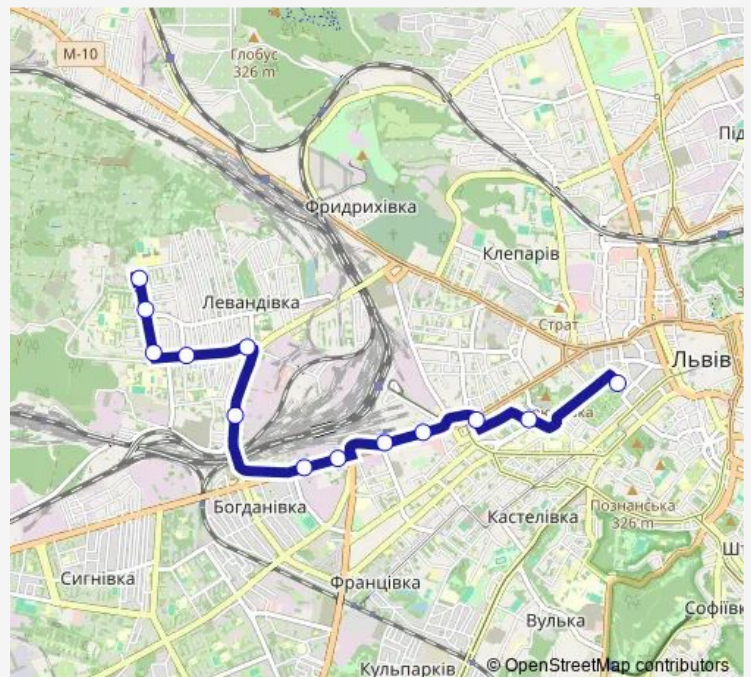 М-10
Глобус
326 m
Під
Фридрихівка
Клепарів
Левандівка
Страт
Львів
Богданівка
Познанська
326 m
Кастелівка
Сигнівка
Францівка
Вулька
Софіївк
Кульпарків
© OpenStreetMap contributors